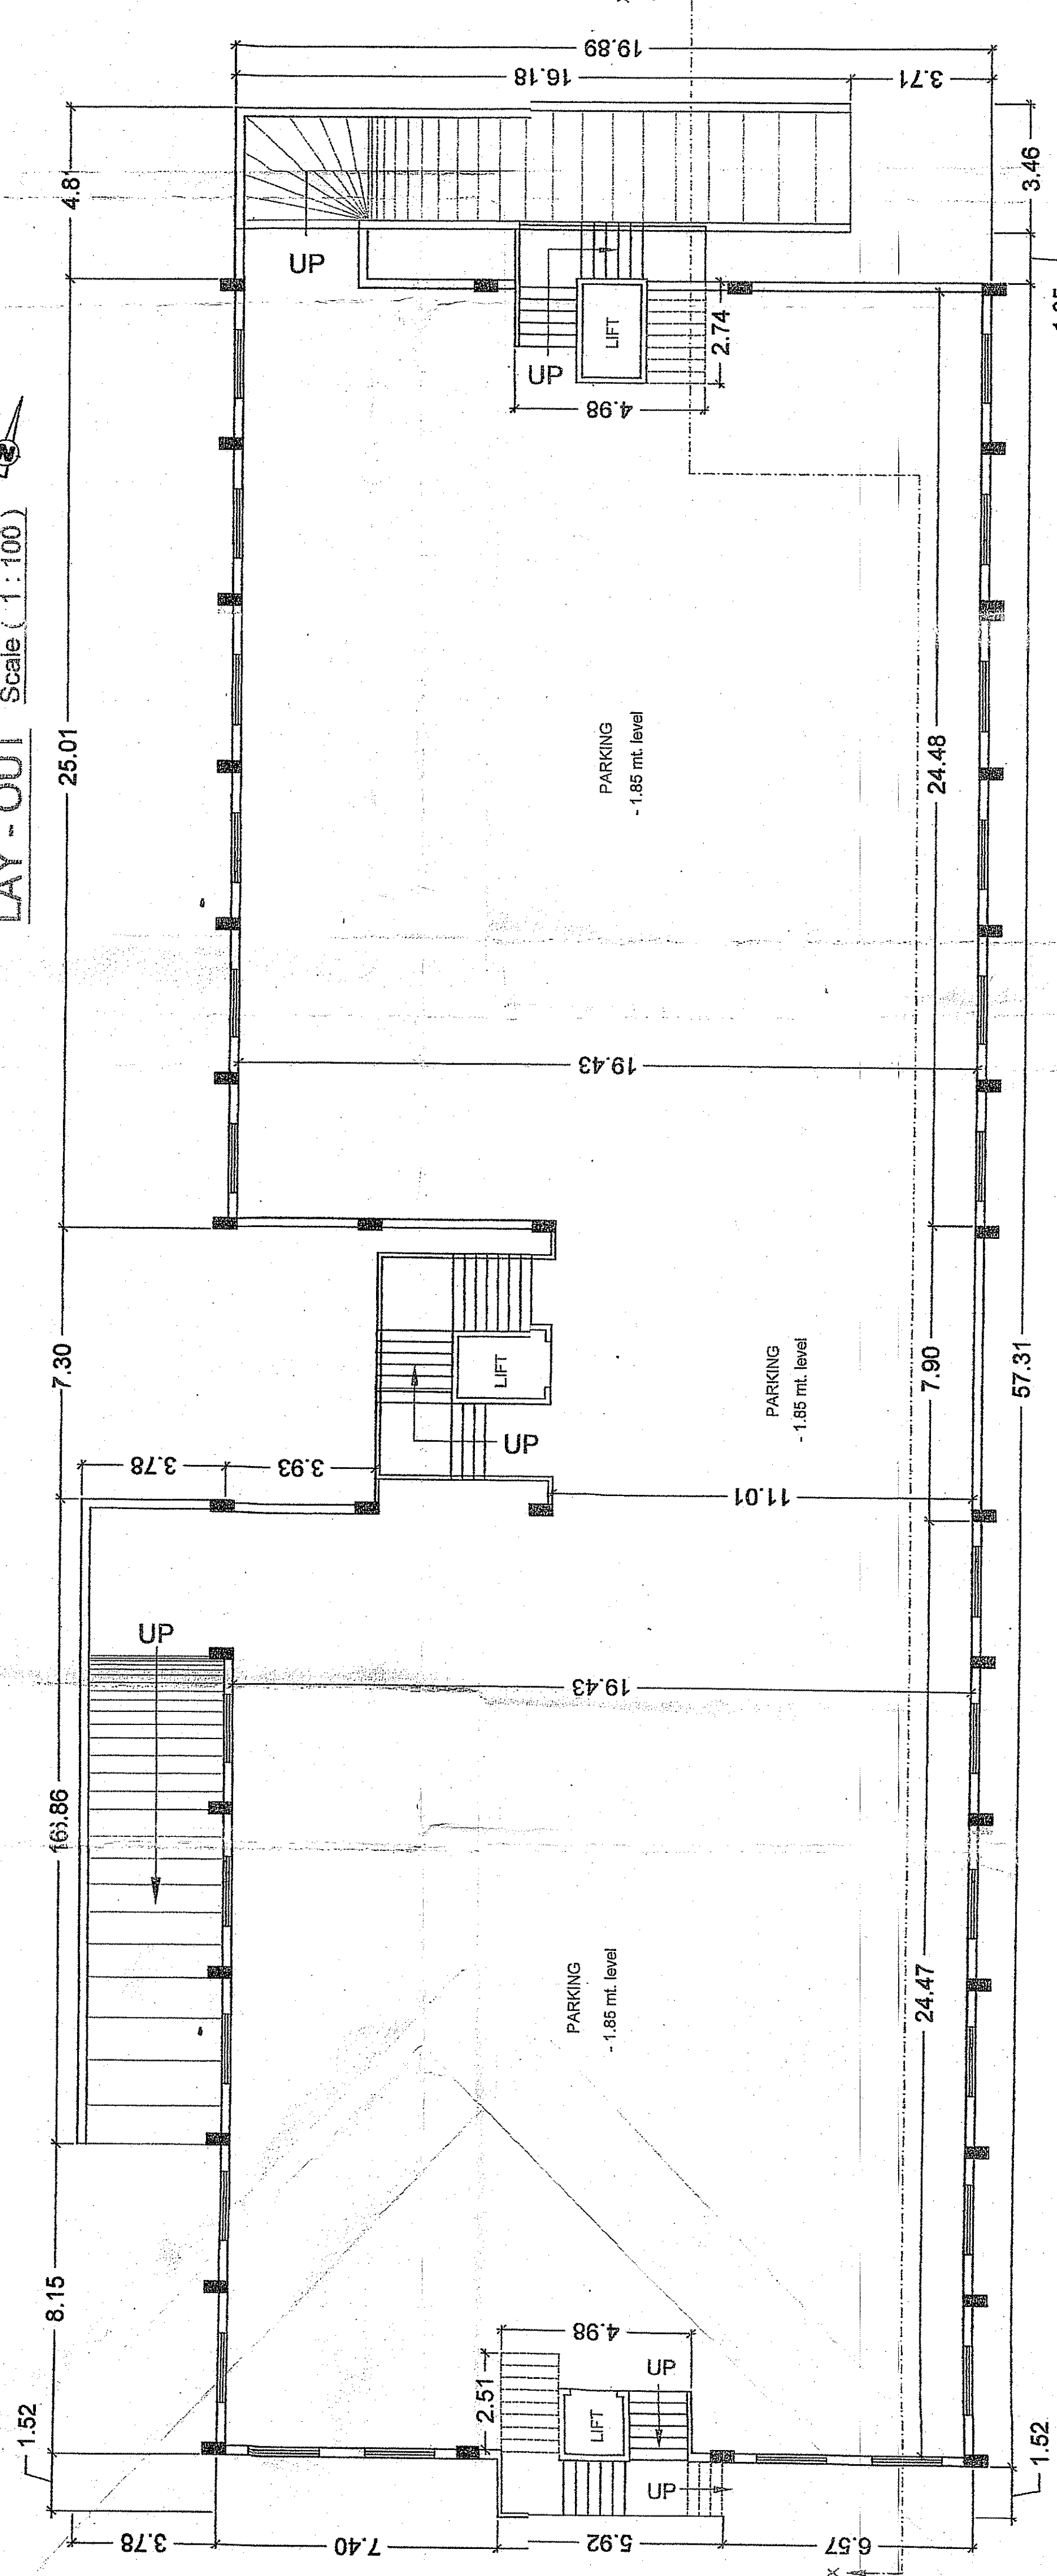 19.89
16.18
3.71
4.81
3.46
UP
LIFT
UP
2.74
4.98
LAY - OUT Scale ( 1 : 100 )
N
25.01
PARKING
- 1.85 mt. level
24.48
19.43
7.30
LIFT
UP
PARKING
- 1.85 mt. level
7.90
57.31
3.78
3.93
11.01
UP
19.43
16.86
PARKING
- 1.85 mt. level
24.47
8.15
4.98
2.51
UP
LIFT
1.52
UP
1.52
3.78
7.40
5.92
6.57
X